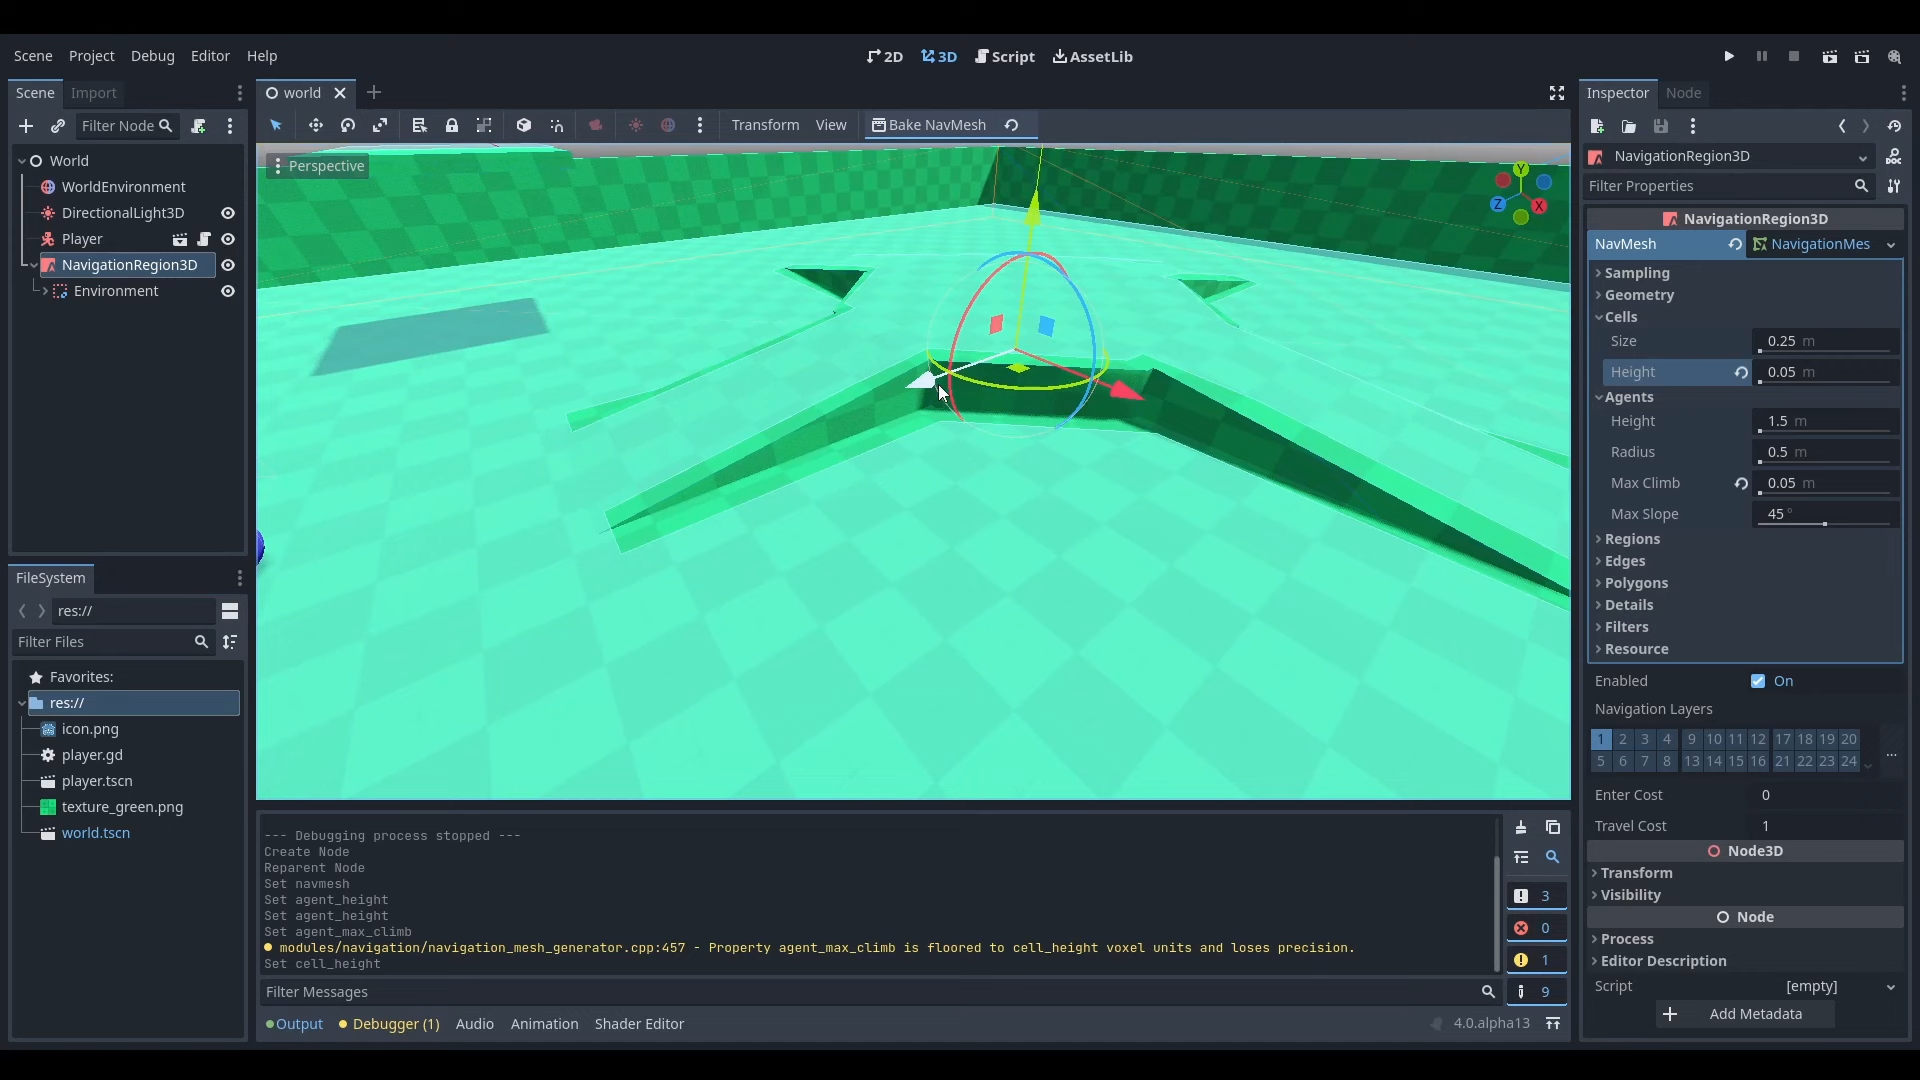 Scene Project Debug Editor Help
2D 3D Script AssetLib
Scene Import
Filter Node
World
WorldEnvironment
DirectionalLight3D
Player
NavigationRegion3D
Environment
FileSystem
res://
Filter Files
Favorites:
res://
icon.png
player.gd
player.tscn
texture_green.png
world.tscn
world
Transform View Bake NavMesh
Perspective
Y
Z
X
--- Debugging process stopped ---
Create Node
Reparent Node
Set navmesh
Set agent_height
Set agent_height
Set agent_max_climb
modules/navigation/navigation_mesh_generator.cpp:457 - Property agent_max_climb is floored to cell_height voxel units and loses precision.
Set cell_height
Filter Messages
3
0
1
9
Output Debugger (1) Audio Animation Shader Editor
4.0.alpha13
Inspector Node
NavigationRegion3D
Filter Properties
NavigationRegion3D
NavMesh NavigationMes
Sampling
Geometry
Cells
Size 0.25 m
Height 0.05 m
Agents
Height 1.5 m
Radius 0.5 m
Max Climb 0.05 m
Max Slope 45 °
Regions
Edges
Polygons
Details
Filters
Resource
Enabled On
Navigation Layers
1 2 3 4 9 10 11 12 17 18 19 20
5 6 7 8 13 14 15 16 21 22 23 24
...
Enter Cost 0
Travel Cost 1
Node3D
Transform
Visibility
Node
Process
Editor Description
Script [empty]
Add Metadata